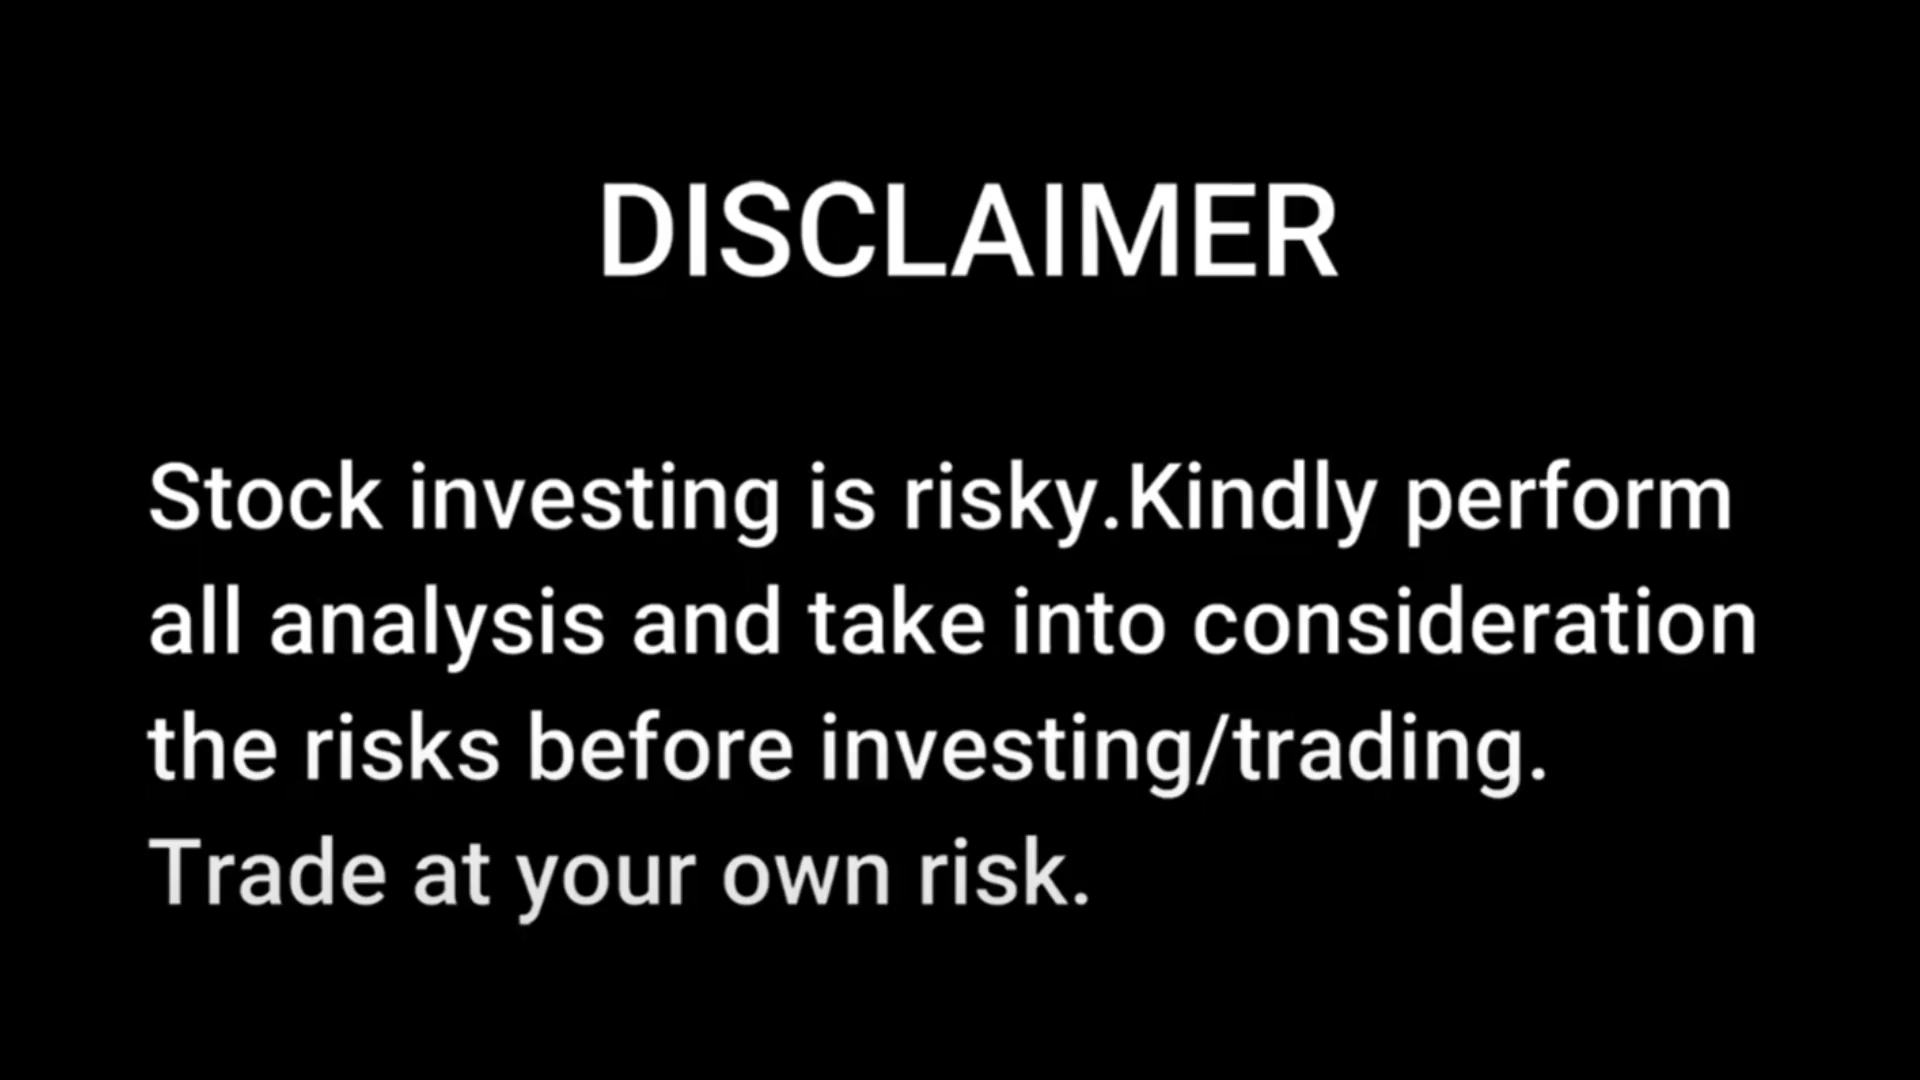 DISCLAIMER
Stock investing is risky.Kindly perform
all analysis and take into consideration
the risks before investing/trading.
Trade at your own risk.